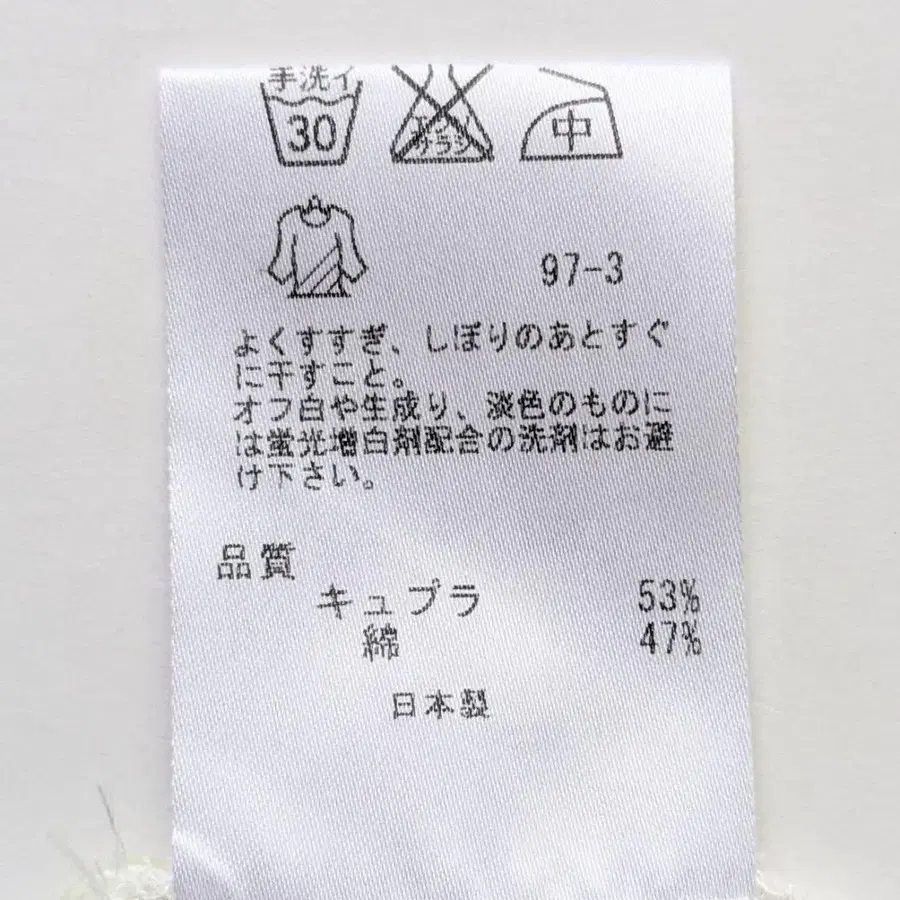 手洗イ
30
エンソ
サラシ
中
97-3
よくすすぎ、しぼりのあとすぐ
に干すこと。
オフ白や生成り、淡色のものに
は蛍光増白剤配合の洗剤はお避
け下さい。
品質
キュプラ 53%
綿 47%
日本製